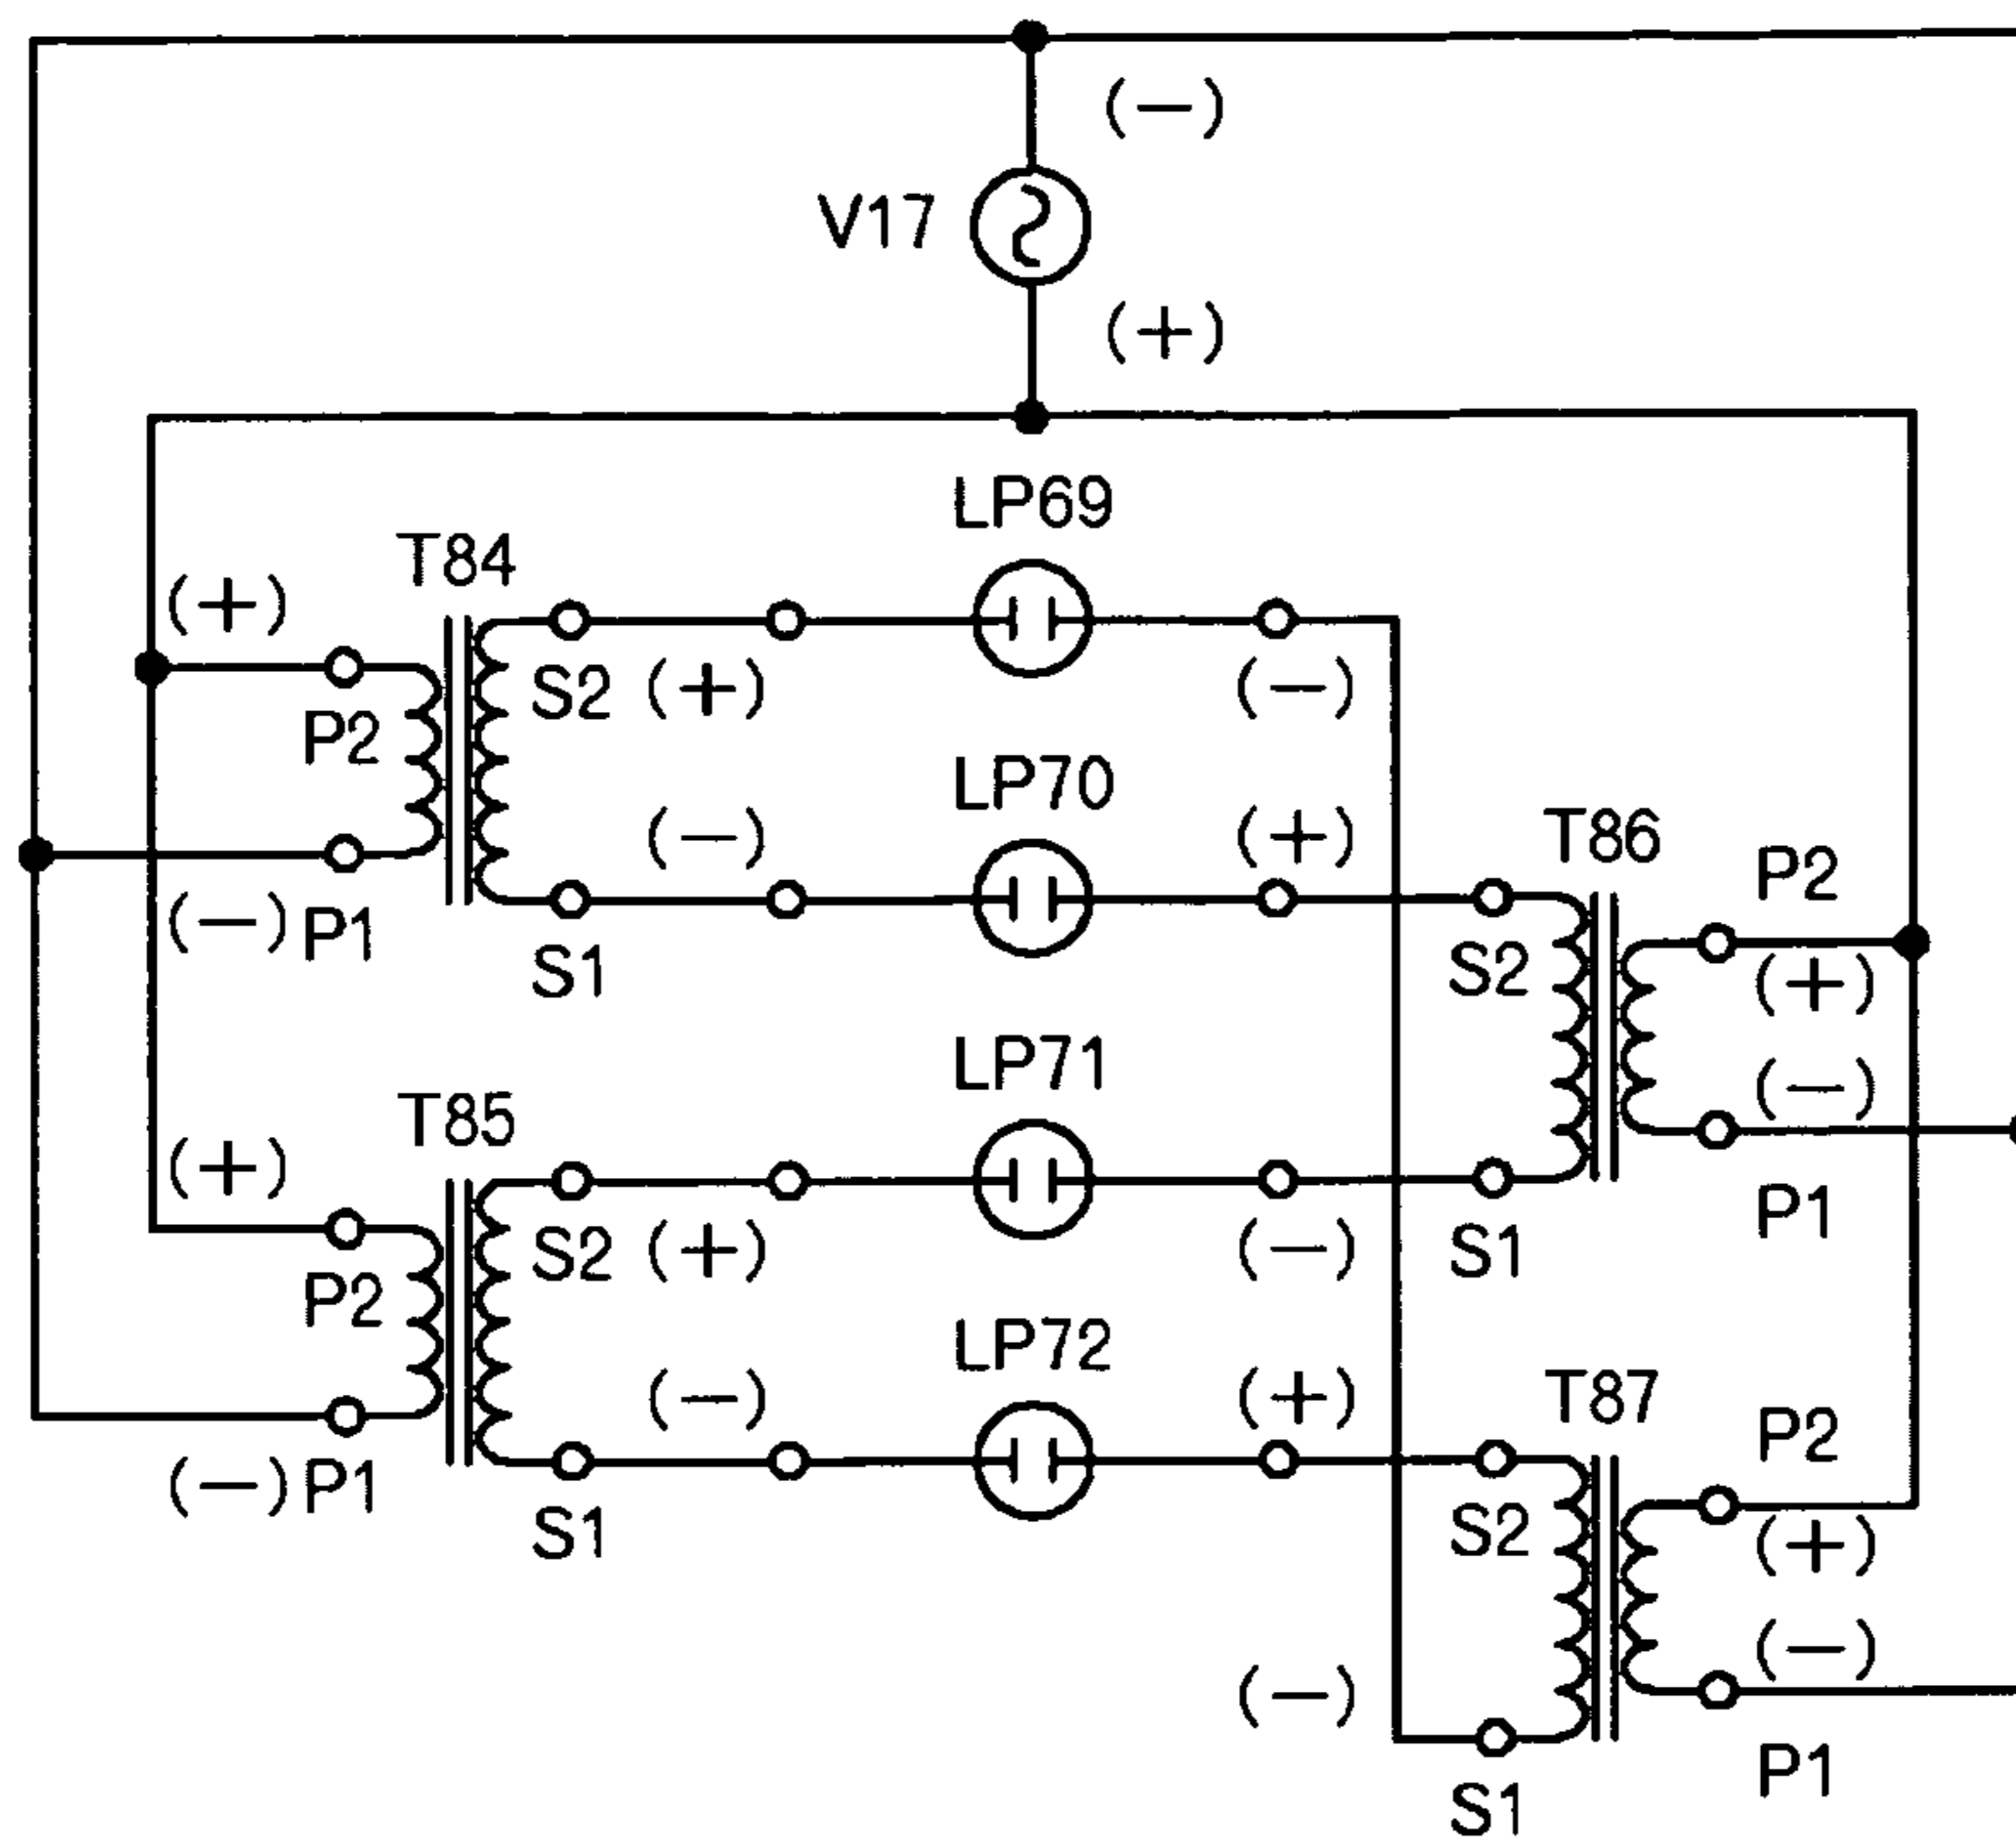 (−)
V17
(+)
LP69
T84
(+)
S2 (+)
(−)
P2
LP70
(−)
(+)
T86
P2
(−) P1
S1
S2
(+)
LP71
(−)
T85
(+)
P1
S2 (+)
(−)
S1
P2
LP72
(−)
(+)
T87
P2
(−) P1
S1
S2
(+)
(−)
(−)
P1
S1